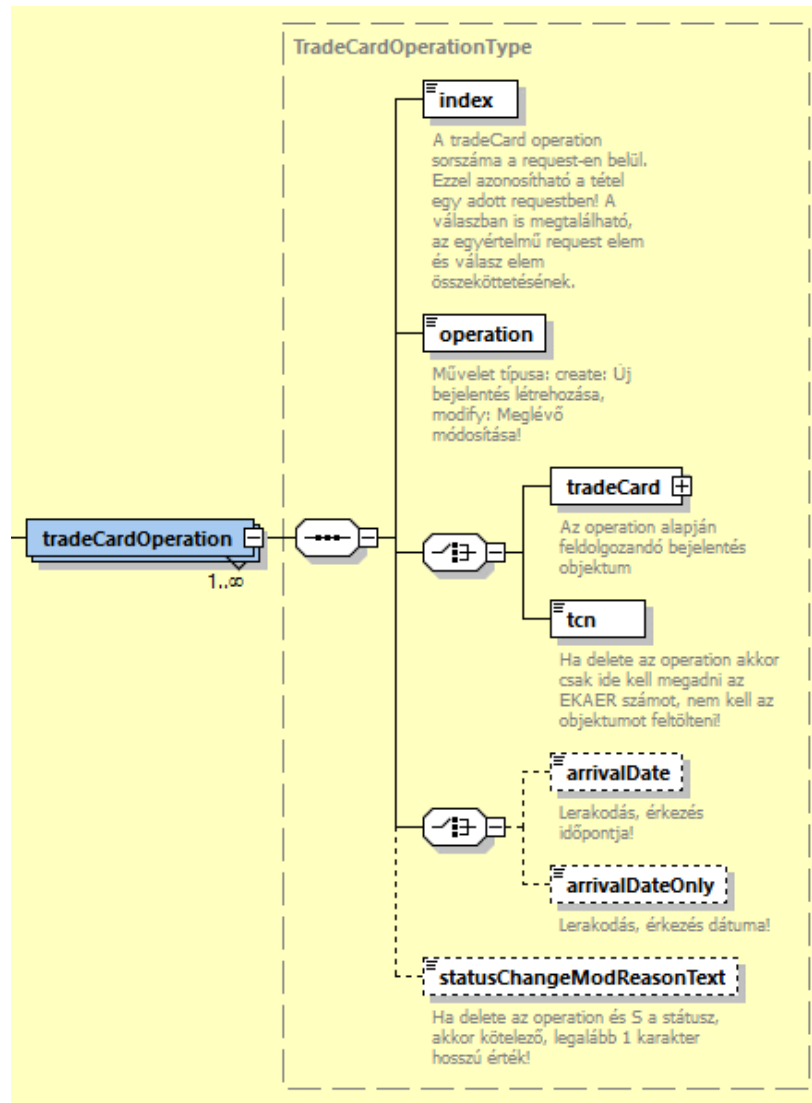 TradeCardOperationType
index
A tradeCard operation
sorszáma a request-en belül.
Ezzel azonosítható a tétel
egy adott requestben! A
válaszban is megtalálható,
az egyértelmű request elem
és válasz elem
összeköttetésének.
operation
Művelet típusa: create: Új
bejelentés létrehozása,
modify: Meglévő
módosítása!
tradeCard
Az operation alapján
feldolgozandó bejelentés
objektum
tradeCardOperation
1..∞
tcn
Ha delete az operation akkor
csak ide kell megadni az
EKAER számot, nem kell az
objektumot feltölteni!
arrivalDate
Lerakodás, érkezés
időpontja!
arrivalDateOnly
Lerakodás, érkezés dátuma!
statusChangeModReasonText
Ha delete az operation és S a státusz,
akkor kötelező, legalább 1 karakter
hosszú érték!